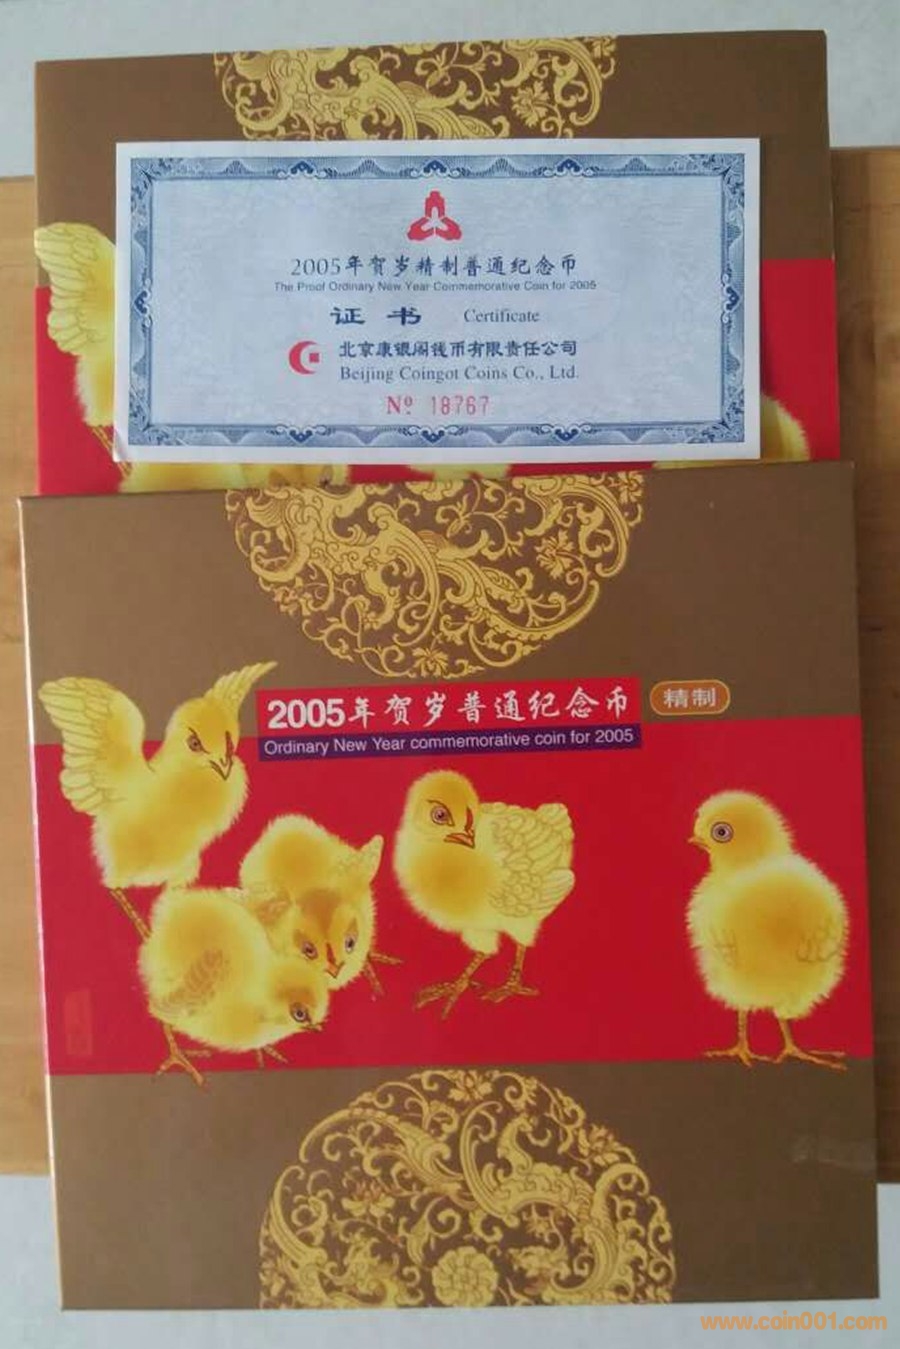 2005年贺岁精制普通纪念币
The Proof Ordinary New Year Commemorative Coin for 2005
证书 Certificate
北京康银阁钱币有限责任公司
Beijing Coingot Coins Co., Ltd.
Nº 18767
2005年贺岁普通纪念币 精制
Ordinary New Year commemorative coin for 2005
www.coin001.com